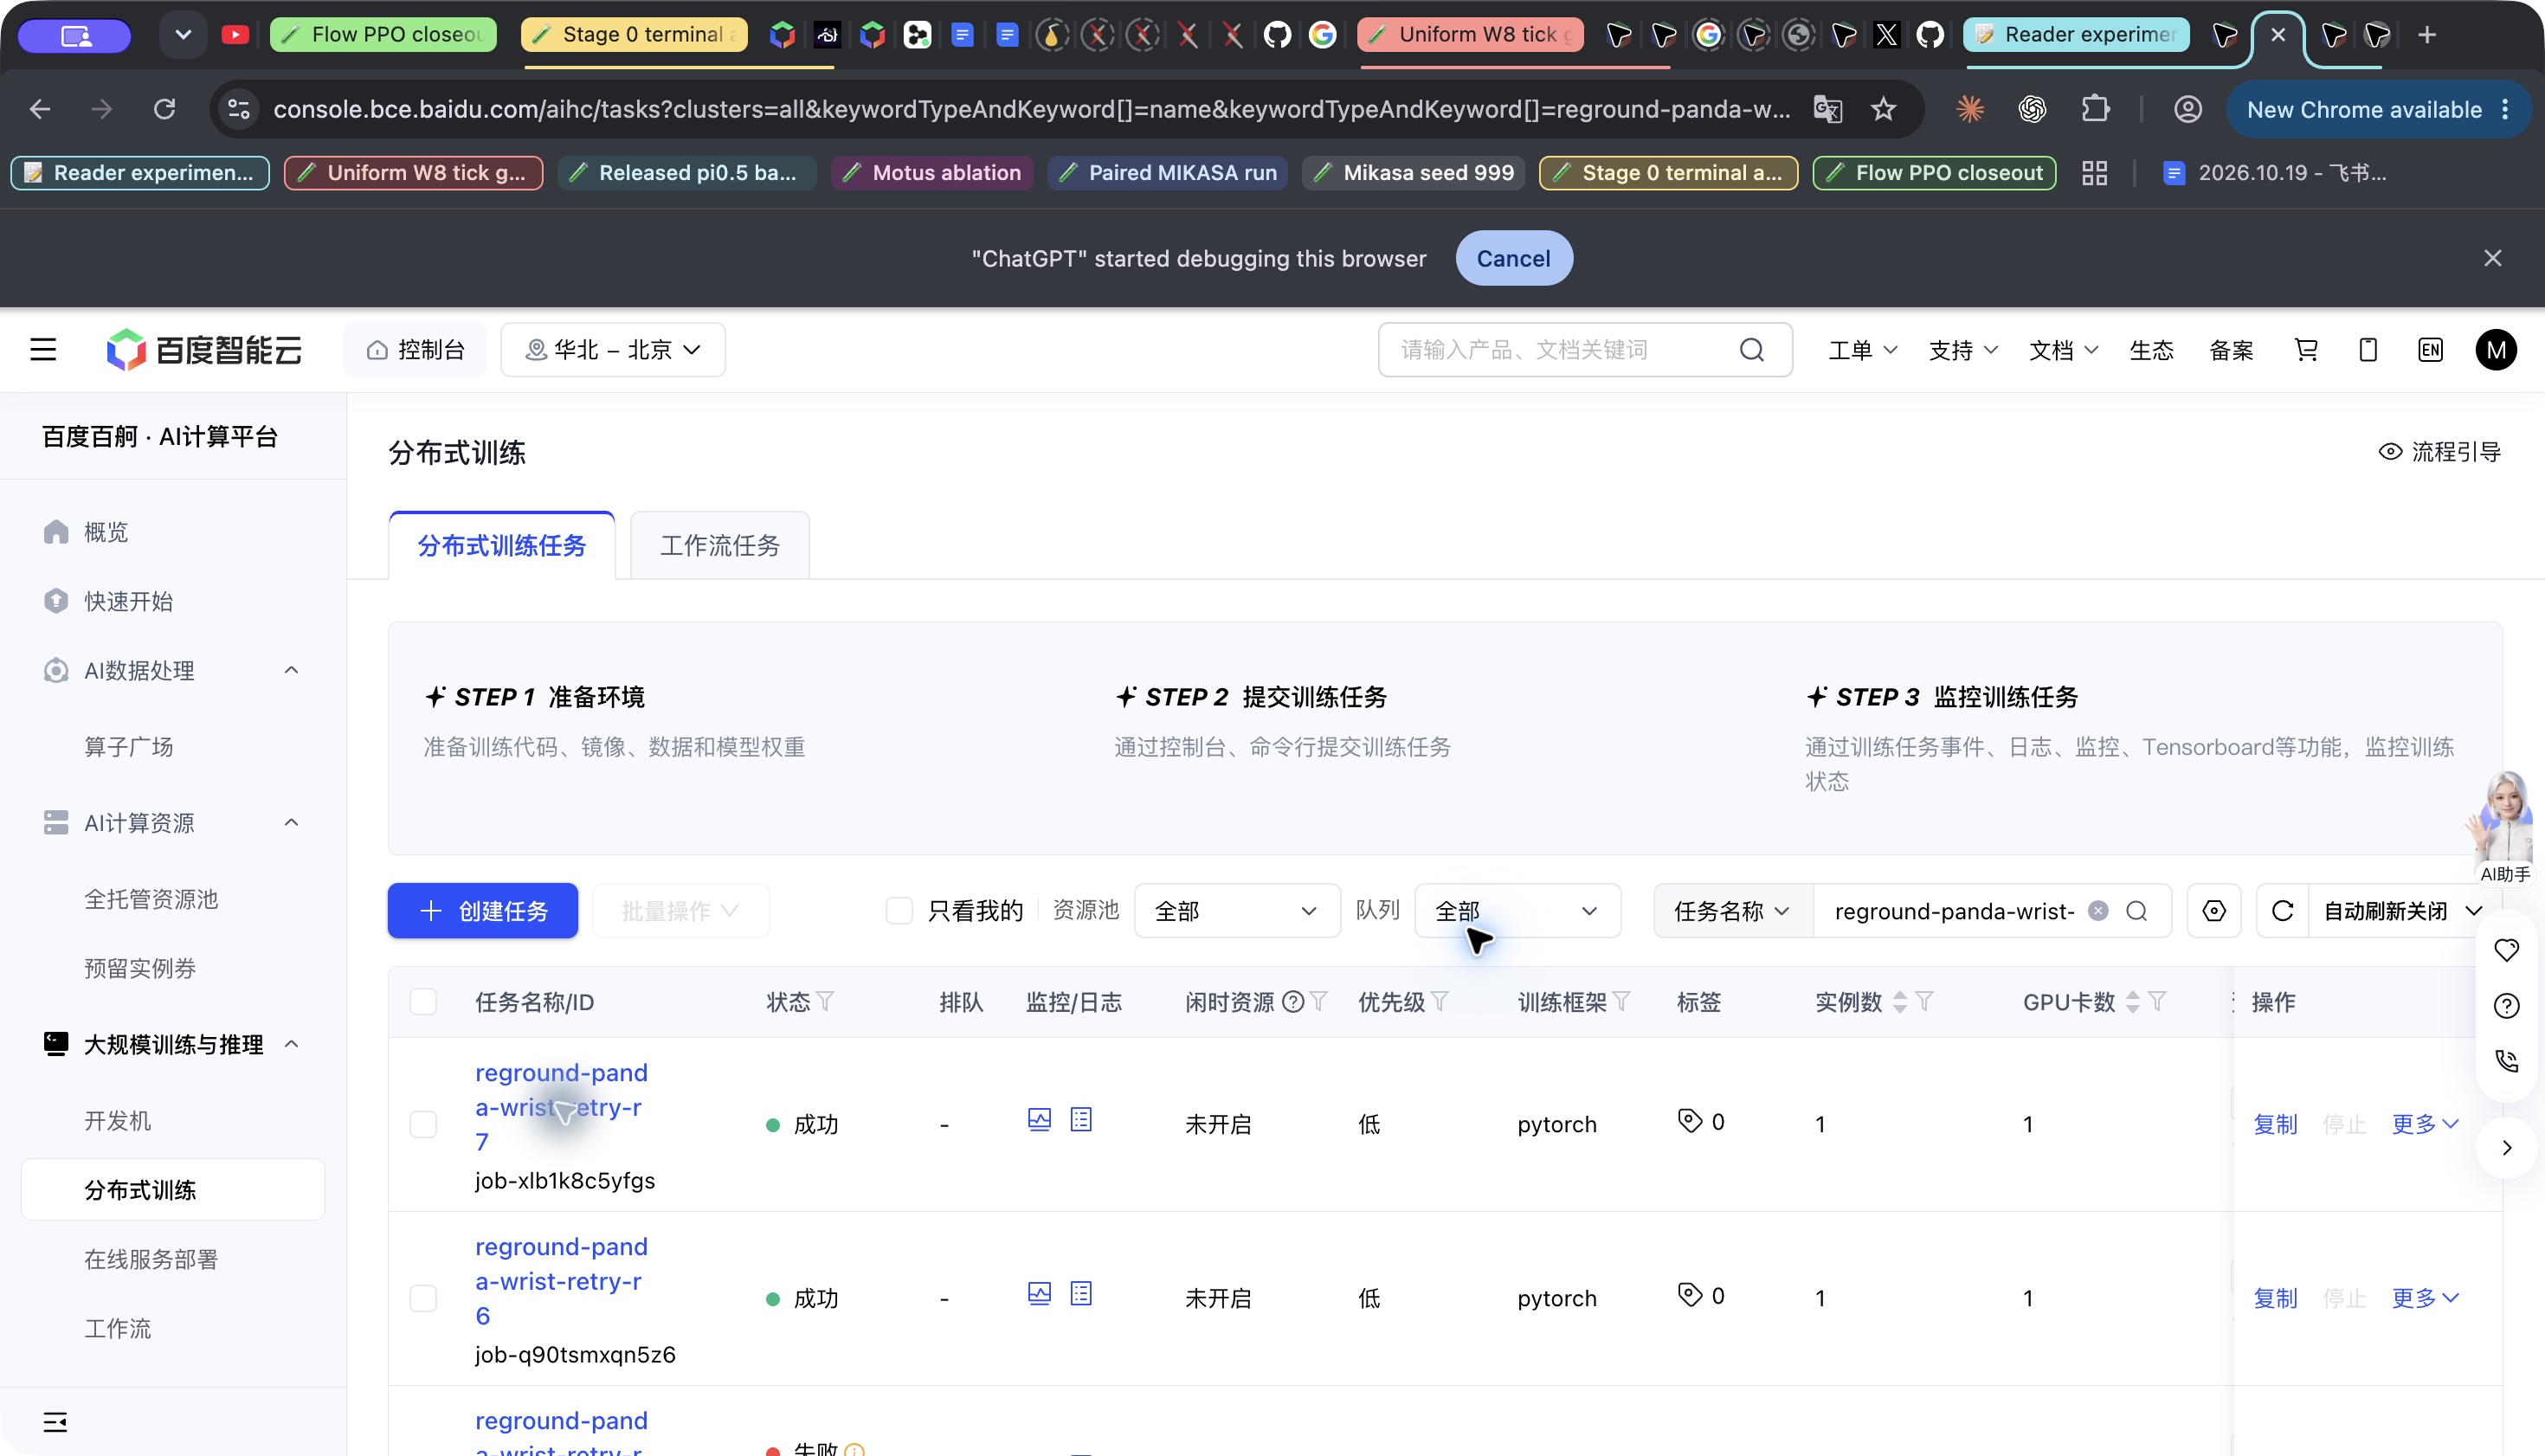 Flow PPO closeou
Stage 0 terminal a
Uniform W8 tick g
Reader experimen
console.bce.baidu.com/aihc/tasks?clusters=all&keywordTypeAndKeyword[]=name&keywordTypeAndKeyword[]=reground-panda-w...
New Chrome available
Reader experimen...
Uniform W8 tick g...
Released pi0.5 ba...
Motus ablation
Paired MIKASA run
Mikasa seed 999
Stage 0 terminal a...
Flow PPO closeout
2026.10.19 - 飞书...
"ChatGPT" started debugging this browser
Cancel
百度智能云
控制台
华北 – 北京
请输入产品、文档关键词
工单
支持
文档
生态
备案
EN
M
百度百舸 · AI计算平台
概览
快速开始
AI数据处理
算子广场
AI计算资源
全托管资源池
预留实例券
大规模训练与推理
开发机
分布式训练
在线服务部署
工作流
分布式训练
流程引导
分布式训练任务
工作流任务
STEP 1 准备环境
准备训练代码、镜像、数据和模型权重
STEP 2 提交训练任务
通过控制台、命令行提交训练任务
STEP 3 监控训练任务
通过训练任务事件、日志、监控、Tensorboard等功能，监控训练
状态
AI助手
创建任务
批量操作
只看我的
资源池
全部
队列
全部
任务名称
reground-panda-wrist-
自动刷新关闭
任务名称/ID
状态
排队
监控/日志
闲时资源
优先级
训练框架
标签
实例数
GPU卡数
操作
reground-pand
a-wrist-retry-r
7
job-xlb1k8c5yfgs
成功
-
未开启
低
pytorch
0
1
1
复制
停止
更多
reground-pand
a-wrist-retry-r
6
job-q90tsmxqn5z6
成功
-
未开启
低
pytorch
0
1
1
复制
停止
更多
reground-pand
a-wrist-retry-r
失败